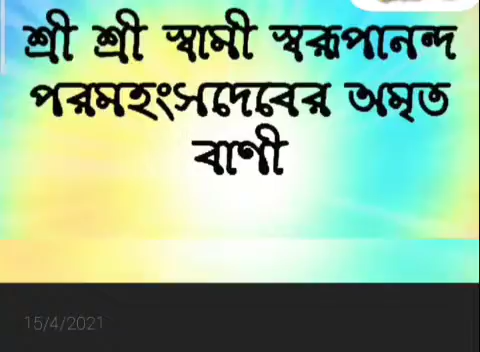 শ্রী শ্রী স্বামী স্বরূপানন্দ
পরমহংসদেবের অমৃত
বাণী
15/4/2021